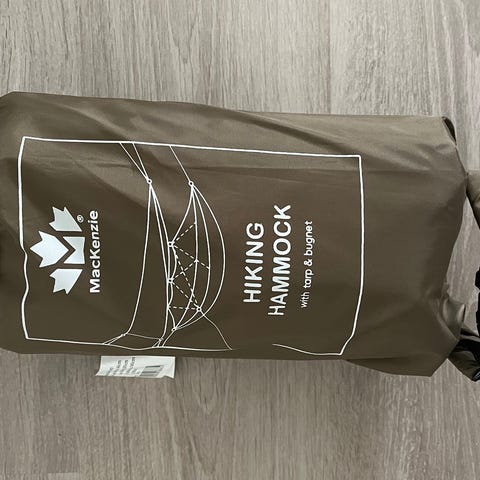 ®
MacKenzie
HIKING
HAMMOCK
with tarp & bugnet